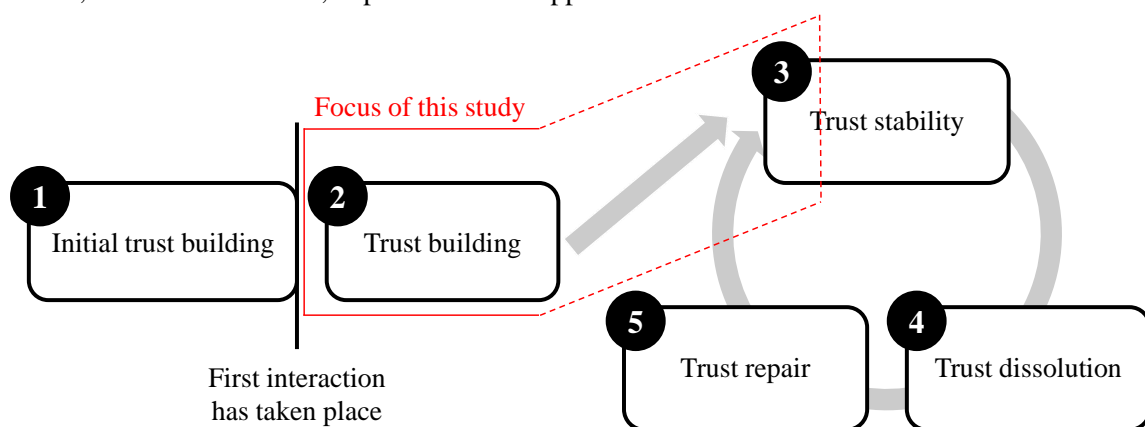 3
Focus of this study
Trust stability
1
2
Initial trust building
Trust building
5
4
Trust repair
Trust dissolution
First interaction
has taken place